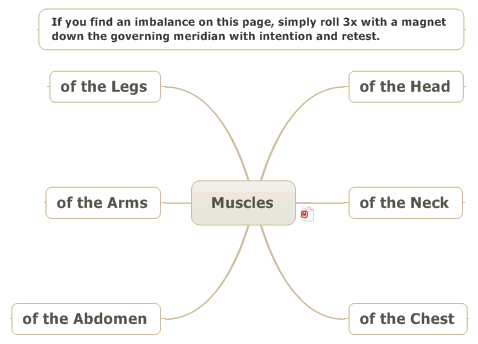 If you find an imbalance on this page, simply roll 3x with a magnet
down the governing meridian with intention and retest.
of the Legs
of the Head
of the Arms
Muscles
of the Neck
of the Abdomen
of the Chest